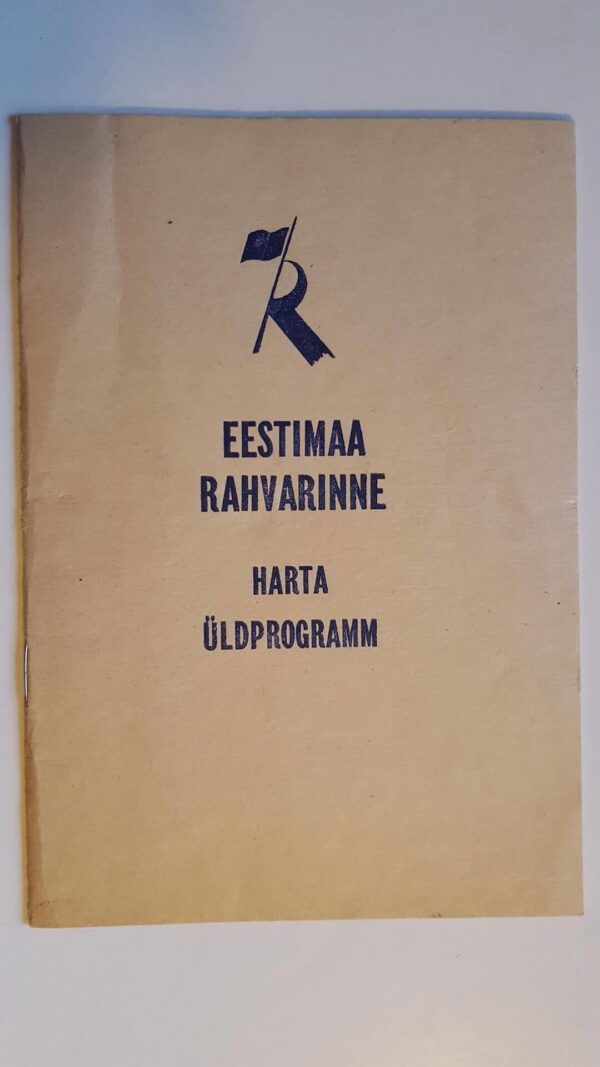 R
EESTIMAA
RAHVARINNE
HARTA
ÜLDPROGRAMM